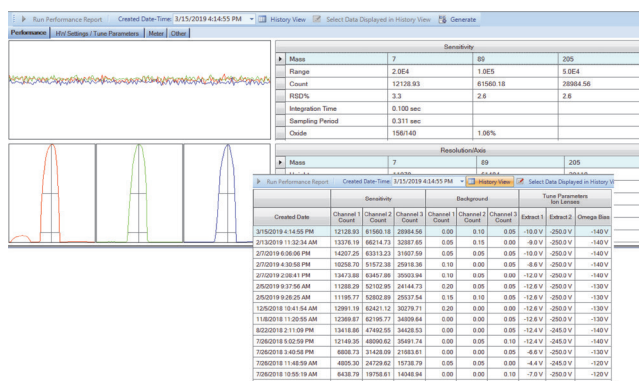 Run Performance Report Created Date-Time: 3/15/2019 4:14:55 PM History View Select Data Displayed in History View Generate
Performance HW Settings / Tune Parameters Meter Other
Sensitivity
Mass 7 89 205
Range 2.0E4 1.0E5 5.0E4
Count 12128.93 61560.18 28984.56
RSD% 3.3 2.6 2.6
Integration Time 0.100 sec
Sampling Period 0.311 sec
Oxide 156/140 1.06%
Resolution/Axis
Mass 7 89 205
Run Performance Report Created Date-Time: 3/15/2019 4:14:55 PM History View Select Data Displayed in History V
Sensitivity Background Tune Parameters
Ion Lenses
Created Date Channel 1 Count Channel 2 Count Channel 3 Count Channel 1 Count Channel 2 Count Channel 3 Count Extract 1 Extract 2 Omega Bias
3/15/2019 4:14:55 PM 12128.93 61560.18 28984.56 0.00 0.10 0.05 -10.0 V -250.0 V -140 V
2/13/2019 11:32:34 AM 13376.19 66214.73 32887.65 0.05 0.15 0.00 -9.0 V -250.0 V -140 V
2/7/2019 6:06:06 PM 14207.25 63313.23 31607.59 0.05 0.05 0.05 -10.0 V -250.0 V -140 V
2/7/2019 4:30:58 PM 10258.70 51572.38 25918.36 0.10 0.00 0.05 -8.6 V -250.0 V -140 V
2/7/2019 2:08:41 PM 13473.88 63457.86 35503.94 0.10 0.00 0.05 -12.0 V -250.0 V -140 V
2/5/2019 9:37:56 AM 11288.29 52102.95 24144.73 0.20 0.05 0.05 -12.6 V -250.0 V -130 V
2/5/2019 9:26:25 AM 11195.77 52802.89 25537.54 0.15 0.10 0.05 -12.6 V -250.0 V -130 V
12/5/2018 10:41:54 AM 12991.19 62421.12 30279.71 0.20 0.00 0.05 -12.6 V -250.0 V -130 V
11/8/2018 11:20:55 AM 12369.87 62195.77 34809.64 0.00 0.00 0.05 -12.6 V -250.0 V -130 V
8/22/2018 2:11:09 PM 13418.86 47492.55 34428.53 0.00 0.00 0.05 -12.4 V -245.0 V -140 V
7/26/2018 5:02:59 PM 12149.35 48090.62 35491.74 0.05 0.00 0.10 -12.4 V -245.0 V -140 V
7/26/2018 3:40:58 PM 6808.73 31428.09 21883.61 0.00 0.00 0.05 -6.6 V -250.0 V -130 V
7/26/2018 11:48:59 AM 4805.30 24729.62 15738.79 0.05 0.00 0.05 -4.4 V -245.0 V -120 V
7/26/2018 10:55:19 AM 6438.79 19758.61 14048.94 0.10 0.00 0.10 -6.8 V -250.0 V -120 V